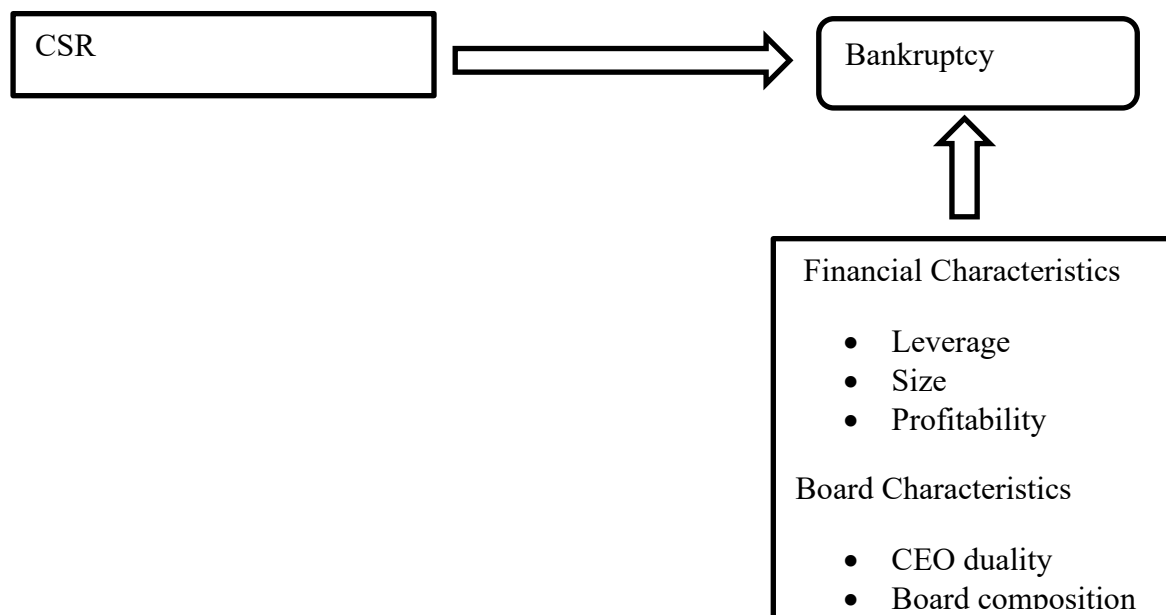 CSR
Bankruptcy
Financial Characteristics
• Leverage
• Size
• Profitability
Board Characteristics
• CEO duality
• Board composition